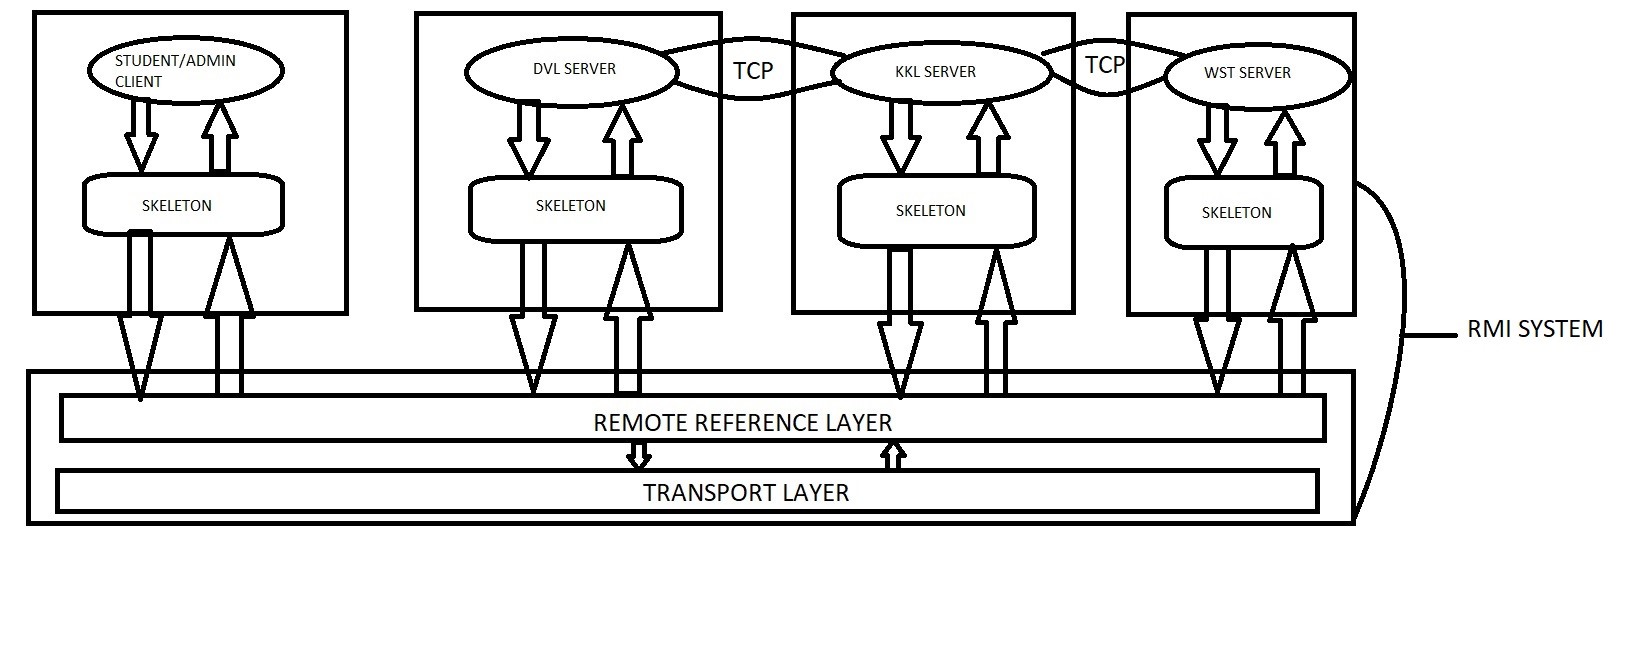 STUDENT/ADMIN
CLIENT
DVL SERVER
TCP
KKL SERVER
TCP
WST SERVER
SKELETON
SKELETON
SKELETON
SKELETON
RMI SYSTEM
REMOTE REFERENCE LAYER
TRANSPORT LAYER